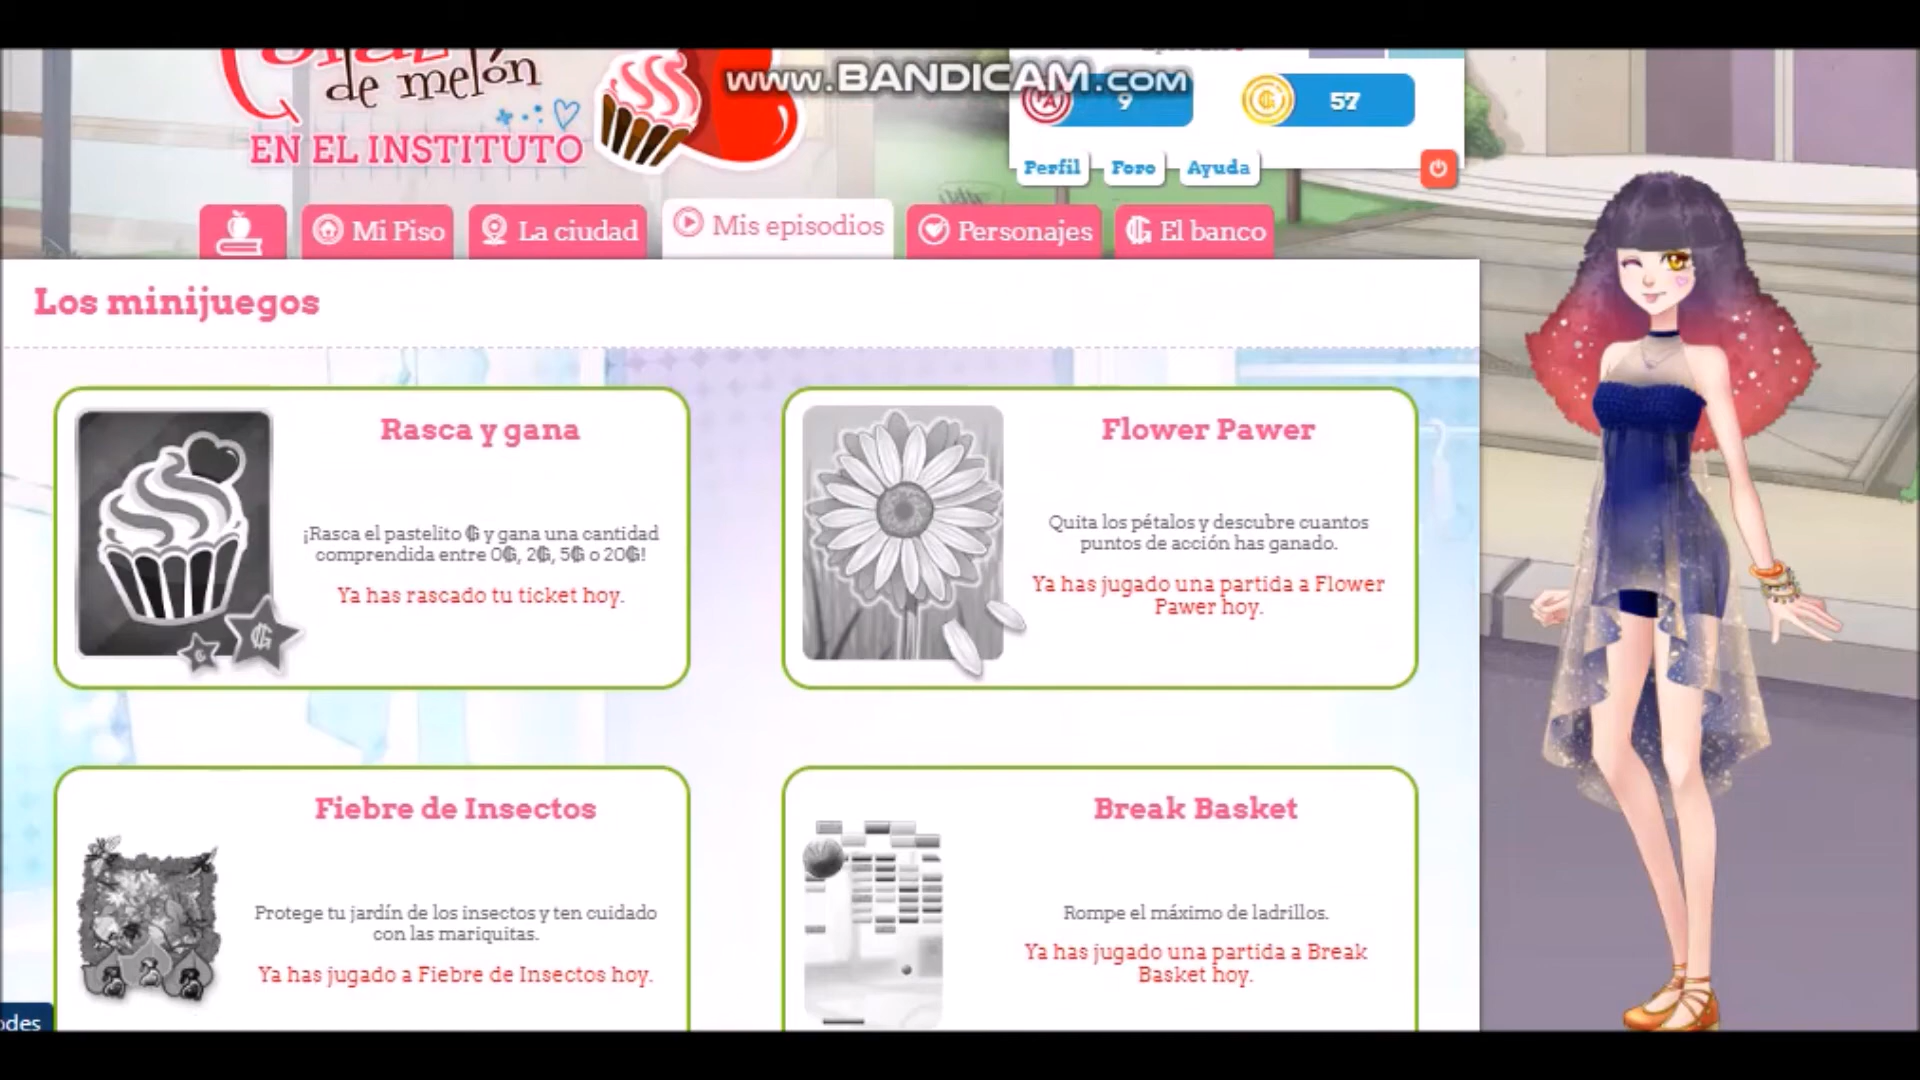 de melón
EN EL INSTITUTO
www.BANDICAM.com
9
57
Perfil
Foro
Ayuda
Mi Piso
La ciudad
Mis episodios
Personajes
El banco
Los minijuegos
Rasca y gana
¡Rasca el pastelito G y gana una cantidad
comprendida entre 0G, 2G, 5G o 20G!
Ya has rascado tu ticket hoy.
Flower Pawer
Quita los pétalos y descubre cuantos
puntos de acción has ganado.
Ya has jugado una partida a Flower
Pawer hoy.
Fiebre de Insectos
Protege tu jardín de los insectos y ten cuidado
con las mariquitas.
Ya has jugado a Fiebre de Insectos hoy.
Break Basket
Rompe el máximo de ladrillos.
Ya has jugado una partida a Break
Basket hoy.